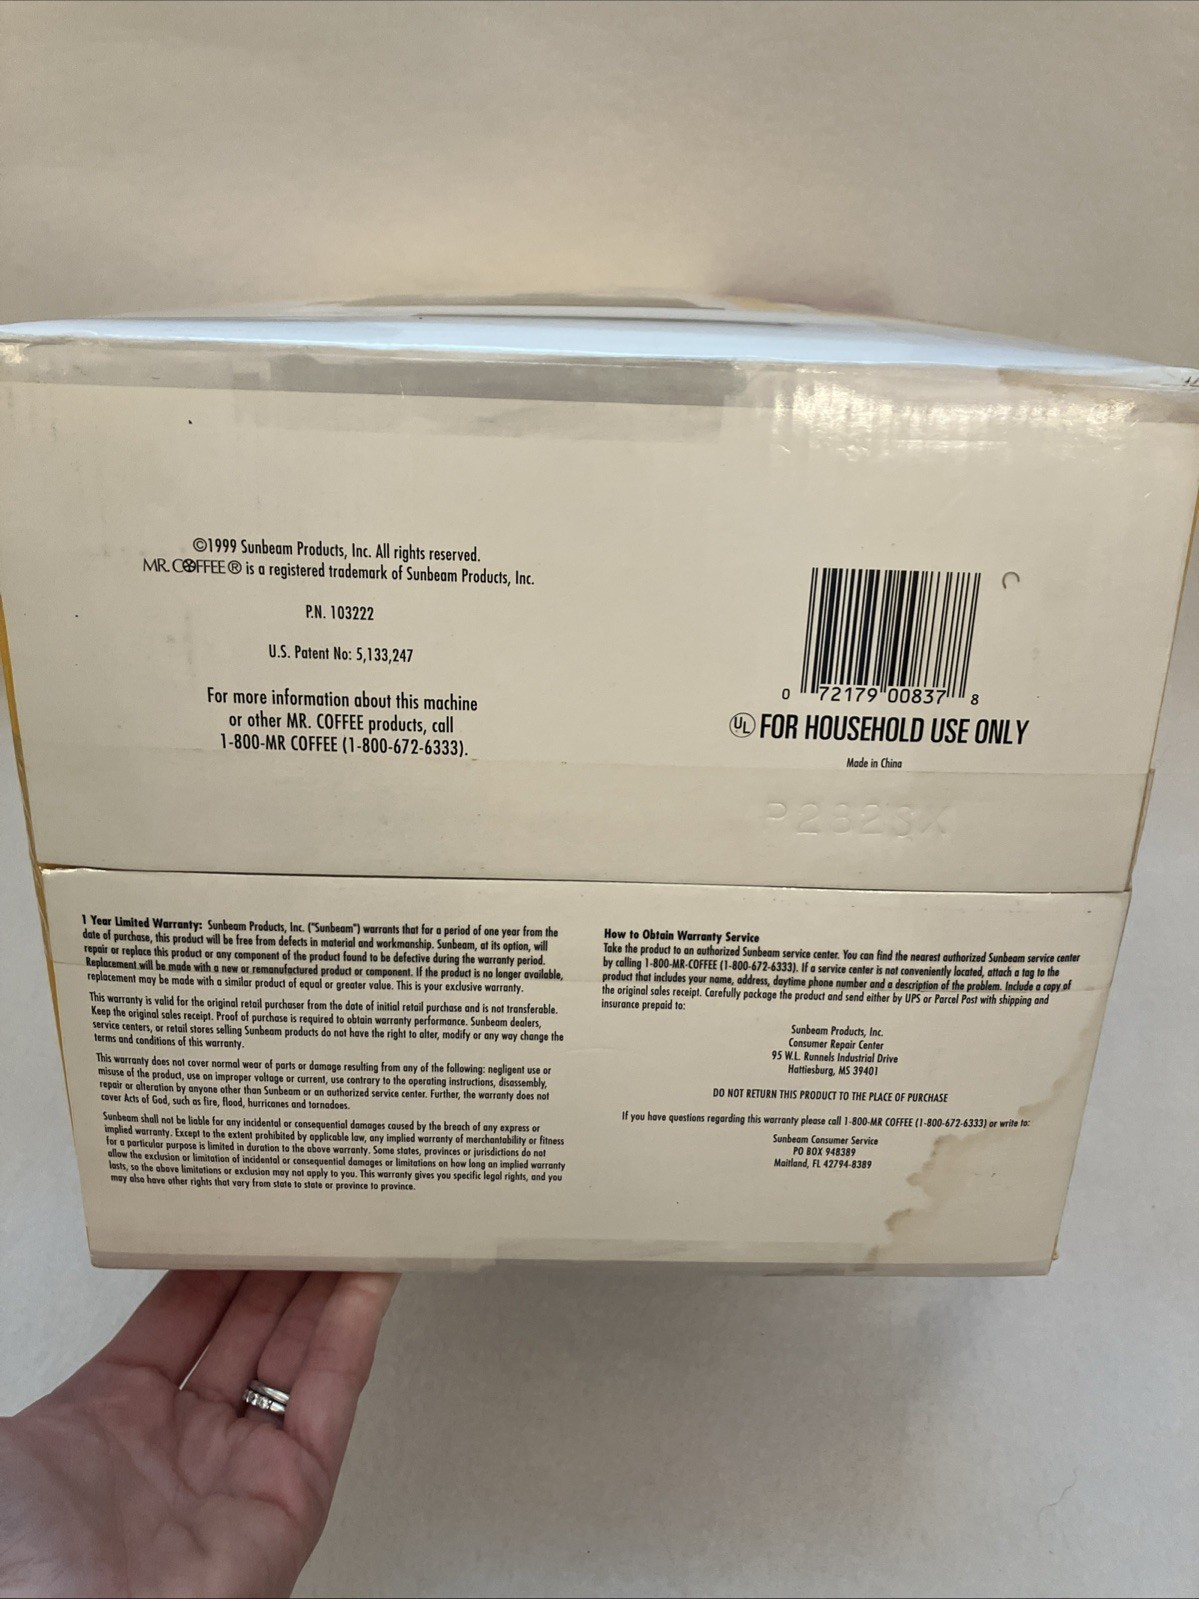 ©1999 Sunbeam Products, Inc. All rights reserved.
MR. COFFEE® is a registered trademark of Sunbeam Products, Inc.
P.N. 103222
U.S. Patent No: 5,133,247
For more information about this machine
or other MR. COFFEE products, call
1-800-MR COFFEE (1-800-672-6333).
0 72179 00837 8
UL FOR HOUSEHOLD USE ONLY
Made in China
1 Year Limited Warranty: Sunbeam Products, Inc. ("Sunbeam") warrants that for a period of one year from the
date of purchase, this product will be free from defects in material and workmanship. Sunbeam, at its option, will
repair or replace this product or any component of the product found to be defective during the warranty period.
Replacement will be made with a new or remanufactured product or component. If the product is no longer available,
replacement may be made with a similar product of equal or greater value. This is your exclusive warranty.
This warranty is valid for the original retail purchaser from the date of initial retail purchase and is not transferable.
Keep the original sales receipt. Proof of purchase is required to obtain warranty performance. Sunbeam dealers,
service centers, or retail stores selling Sunbeam products do not have the right to alter, modify or any way change the
terms and conditions of this warranty.
This warranty does not cover normal wear of parts or damage resulting from any of the following: negligent use or
misuse of the product, use on improper voltage or current, use contrary to the operating instructions, disassembly,
repair or alteration by anyone other than Sunbeam or an authorized service center. Further, the warranty does not
cover Acts of God, such as fire, flood, hurricanes and tornadoes.
Sunbeam shall not be liable for any incidental or consequential damages caused by the breach of any express or
implied warranty. Except to the extent prohibited by applicable law, any implied warranty of merchantability or fitness
for a particular purpose is limited in duration to the above warranty. Some states, provinces or jurisdictions do not
allow the exclusion or limitation of incidental or consequential damages or limitations on how long an implied warranty
lasts, so the above limitations or exclusion may not apply to you. This warranty gives you specific legal rights, and you
may also have other rights that vary from state to state or province to province.
How to Obtain Warranty Service
Take the product to an authorized Sunbeam service center. You can find the nearest authorized Sunbeam service center
by calling 1-800-MR-COFFEE (1-800-672-6333). If a service center is not conveniently located, attach a tag to the
product that includes your name, address, daytime phone number and a description of the problem. Include a copy of
the original sales receipt. Carefully package the product and send either by UPS or Parcel Post with shipping and
insurance prepaid to:
Sunbeam Products, Inc.
Consumer Repair Center
95 W.L. Runnels Industrial Drive
Hattiesburg, MS 39401
DO NOT RETURN THIS PRODUCT TO THE PLACE OF PURCHASE
If you have questions regarding this warranty please call 1-800-MR COFFEE (1-800-672-6333) or write to:
Sunbeam Consumer Service
PO BOX 948389
Maitland, FL 42794-8389